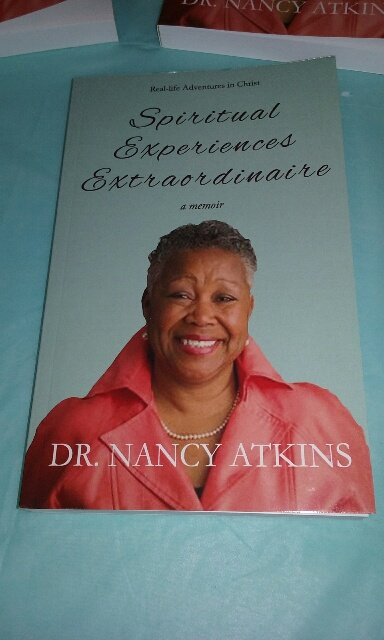 DR. NANCY ATKINS
Real-life Adventures in Christ
Spiritual
Experiences
Extraordinaire
a memoir
DR. NANCY ATKINS